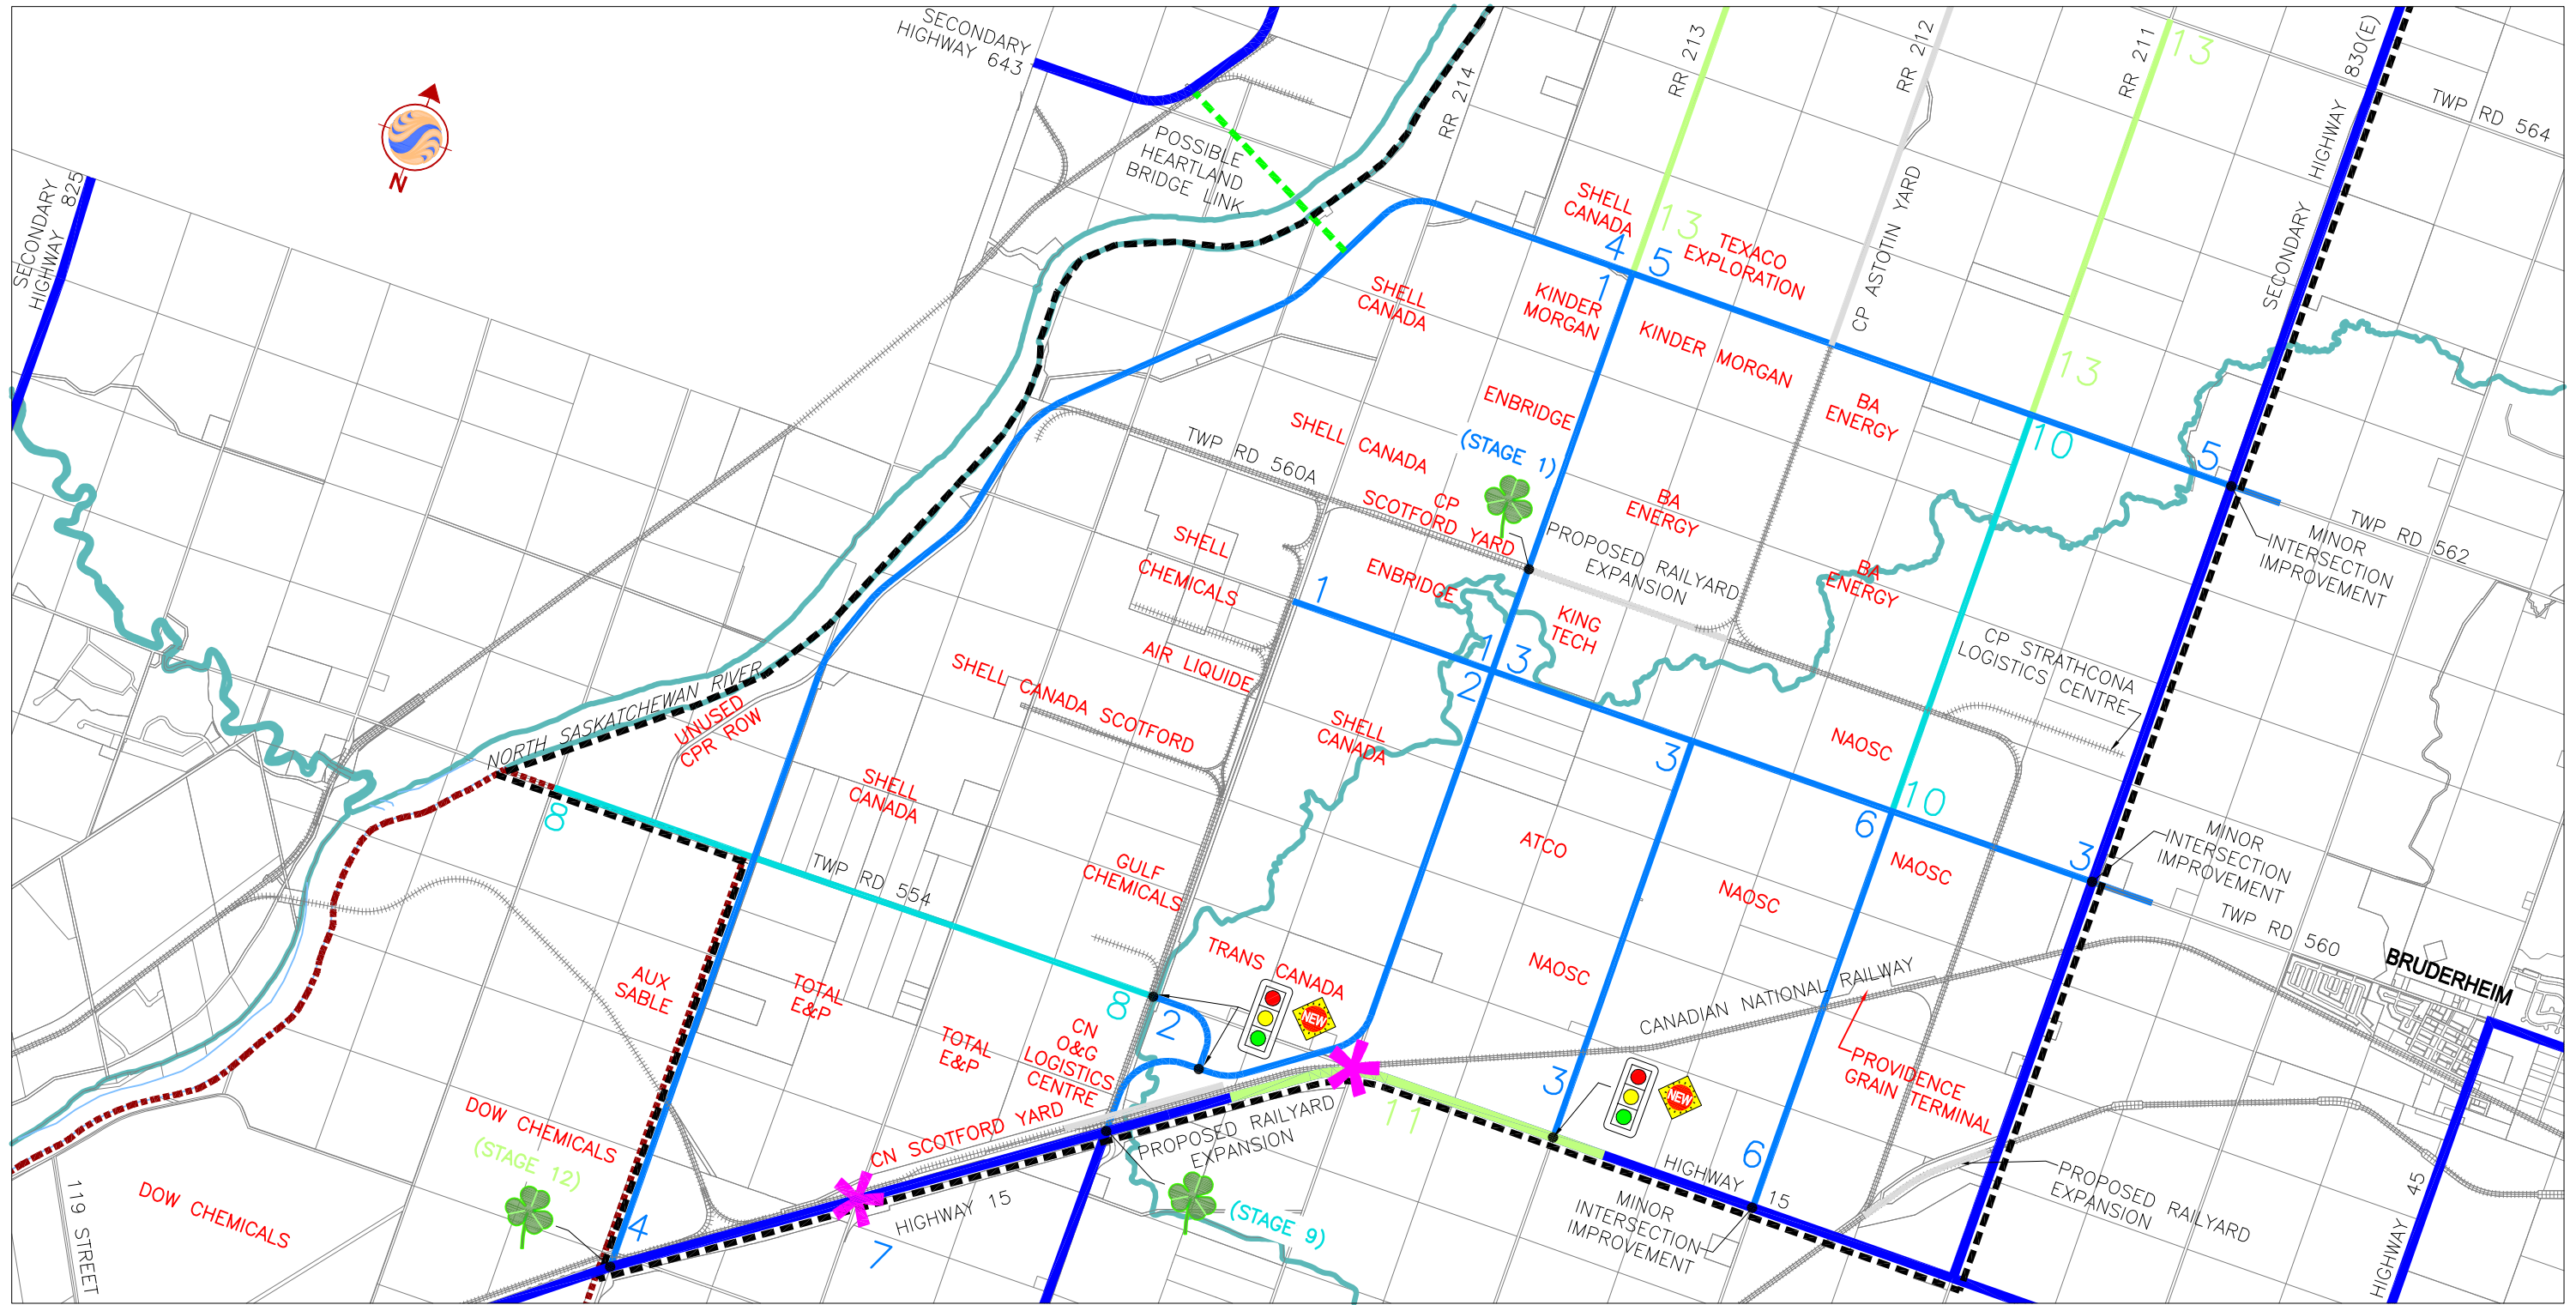 SECONDARY
HIGHWAY 643
RR 214
RR 213
RR 212
RR 211
13
SECONDARY HIGHWAY 830(E)
TWP RD 564
N
SECONDARY
HIGHWAY 825
POSSIBLE
HEARTLAND
BRIDGE LINK
SHELL
CANADA
13
TEXACO
EXPLORATION
4
5
1
CP ASTOTIN YARD
SHELL
CANADA
KINDER
MORGAN
KINDER MORGAN
13
10
ENBRIDGE
BA
ENERGY
SHELL CANADA
(STAGE 1)
TWP RD 560A
CP
SCOTFORD YARD
BA
ENERGY
5
TWP RD 562
MINOR
INTERSECTION
IMPROVEMENT
PROPOSED RAILYARD
EXPANSION
SHELL
CHEMICALS
ENBRIDGE
1
BA
ENERGY
KING
TECH
1
3
2
CP STRATHCONA
LOGISTICS CENTRE
AIR LIQUIDE
SHELL CANADA SCOTFORD
NORTH SASKATCHEWAN RIVER
UNUSED
CPR ROW
SHELL
CANADA
3
NAOSC
10
6
8
SHELL
CANADA
TWP RD 554
GULF
CHEMICALS
ATCO
NAOSC
NAOSC
3
MINOR
INTERSECTION
IMPROVEMENT
TWP RD 560
BRUDERHEIM
AUX
SABLE
TOTAL
E&P
TRANS CANADA
NAOSC
CANADIAN NATIONAL RAILWAY
8
2
NEW
TOTAL
E&P
CN
O&G
LOGISTICS
CENTRE
3
NEW
PROVIDENCE
GRAIN TERMINAL
11
DOW CHEMICALS
(STAGE 12)
CN SCOTFORD YARD
PROPOSED RAILYARD
EXPANSION
6
HIGHWAY 15
PROPOSED RAILYARD
EXPANSION
119 STREET
DOW CHEMICALS
4
7
HIGHWAY 15
(STAGE 9)
MINOR
INTERSECTION
IMPROVEMENT
HIGHWAY 45